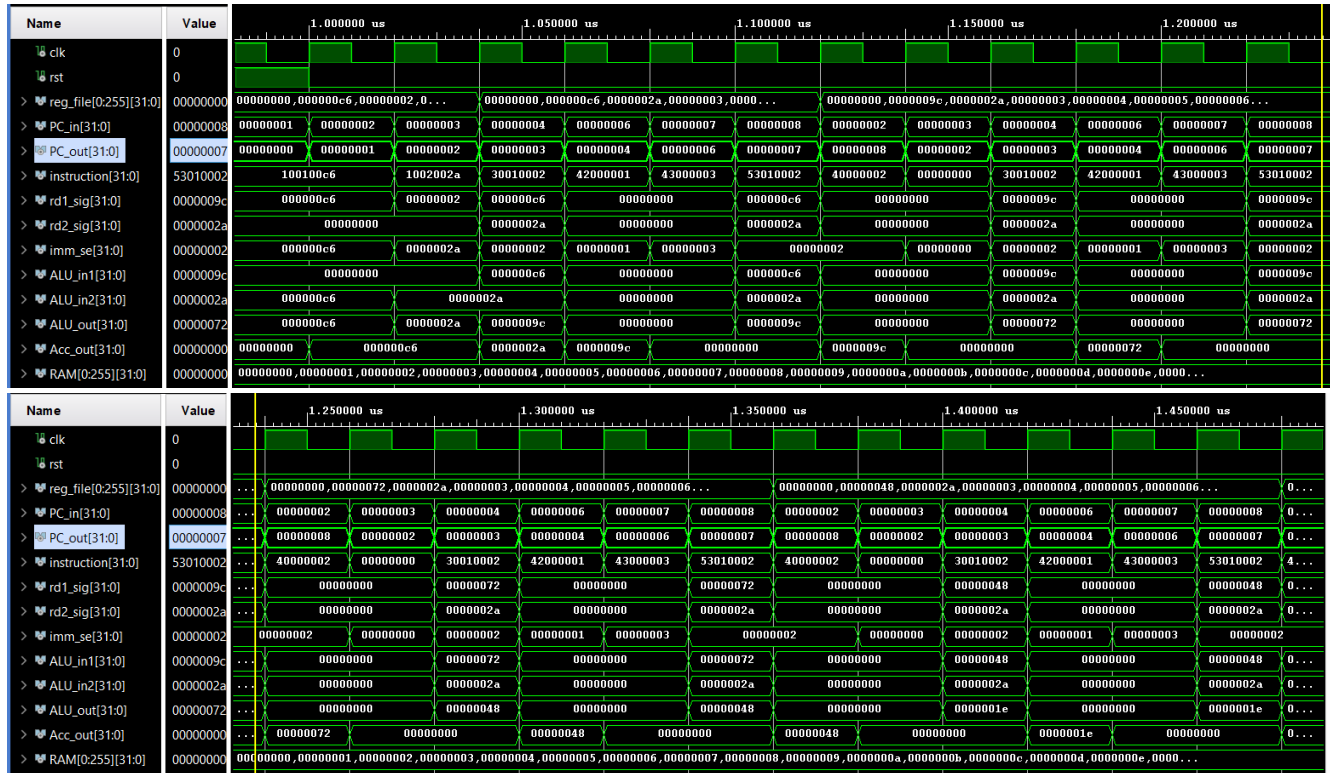 Name Value 1.000000 us 1.050000 us 1.100000 us 1.150000 us 1.200000 us
clk 0
rst 0
reg_file[0:255][31:0] 00000000 00000000,000000c6,00000002,0... 00000000,000000c6,0000002a,00000003,0000... 00000000,0000009c,0000002a,00000003,00000004,00000005,00000006...
PC_in[31:0] 00000008 00000001 00000002 00000003 00000004 00000006 00000007 00000008 00000002 00000003 00000004 00000006 00000007 00000008
PC_out[31:0] 00000007 00000000 00000001 00000002 00000003 00000004 00000006 00000007 00000008 00000002 00000003 00000004 00000006 00000007
instruction[31:0] 53010002 100100c6 1002002a 30010002 42000001 43000003 53010002 40000002 00000000 30010002 42000001 43000003 53010002
rd1_sig[31:0] 0000009c 000000c6 00000002 000000c6 00000000 000000c6 00000000 0000009c 00000000 0000009c
rd2_sig[31:0] 0000002a 00000000 0000002a 00000000 0000002a 00000000 0000002a 00000000 0000002a
imm_se[31:0] 00000002 000000c6 0000002a 00000002 00000001 00000003 00000002 00000000 00000002 00000001 00000003 00000002
ALU_in1[31:0] 0000009c 00000000 000000c6 00000000 000000c6 00000000 0000009c 00000000 0000009c
ALU_in2[31:0] 0000002a 000000c6 0000002a 00000000 0000002a 00000000 0000002a 00000000 0000002a
ALU_out[31:0] 00000072 000000c6 0000002a 0000009c 00000000 0000009c 00000000 00000072 00000000 00000072
Acc_out[31:0] 00000000 00000000 000000c6 0000002a 0000009c 00000000 0000009c 00000000 00000072 00000000
RAM[0:255][31:0] 00000000 00000000,00000001,00000002,00000003,00000004,00000005,00000006,00000007,00000008,00000009,0000000a,0000000b,0000000c,0000000d,0000000e,0000...
Name Value 1.250000 us 1.300000 us 1.350000 us 1.400000 us 1.450000 us
clk 0
rst 0
reg_file[0:255][31:0] 00000000 ... 00000000,00000072,0000002a,00000003,00000004,00000005,00000006... 00000000,00000048,0000002a,00000003,00000004,00000005,00000006... 0...
PC_in[31:0] 00000008 ... 00000002 00000003 00000004 00000006 00000007 00000008 00000002 00000003 00000004 00000006 00000007 00000008 0...
PC_out[31:0] 00000007 ... 00000008 00000002 00000003 00000004 00000006 00000007 00000008 00000002 00000003 00000004 00000006 00000007 0...
instruction[31:0] 53010002 ... 40000002 00000000 30010002 42000001 43000003 53010002 40000002 00000000 30010002 42000001 43000003 53010002 4...
rd1_sig[31:0] 0000009c ... 00000000 00000072 00000000 00000072 00000000 00000048 00000000 00000048 0...
rd2_sig[31:0] 0000002a ... 00000000 0000002a 00000000 0000002a 00000000 0000002a 00000000 0000002a 0...
imm_se[31:0] 00000002 00000002 00000000 00000002 00000001 00000003 00000002 00000000 00000002 00000001 00000003 00000002
ALU_in1[31:0] 0000009c ... 00000000 00000072 00000000 00000072 00000000 00000048 00000000 00000048 0...
ALU_in2[31:0] 0000002a ... 00000000 0000002a 00000000 0000002a 00000000 0000002a 00000000 0000002a 0...
ALU_out[31:0] 00000072 ... 00000000 00000048 00000000 00000048 00000000 0000001e 00000000 0000001e 0...
Acc_out[31:0] 00000000 ... 00000072 00000000 00000048 00000000 00000048 00000000 0000001e 00000000 0...
RAM[0:255][31:0] 00000000 00000000,00000001,00000002,00000003,00000004,00000005,00000006,00000007,00000008,00000009,0000000a,0000000b,0000000c,0000000d,0000000e,0000...